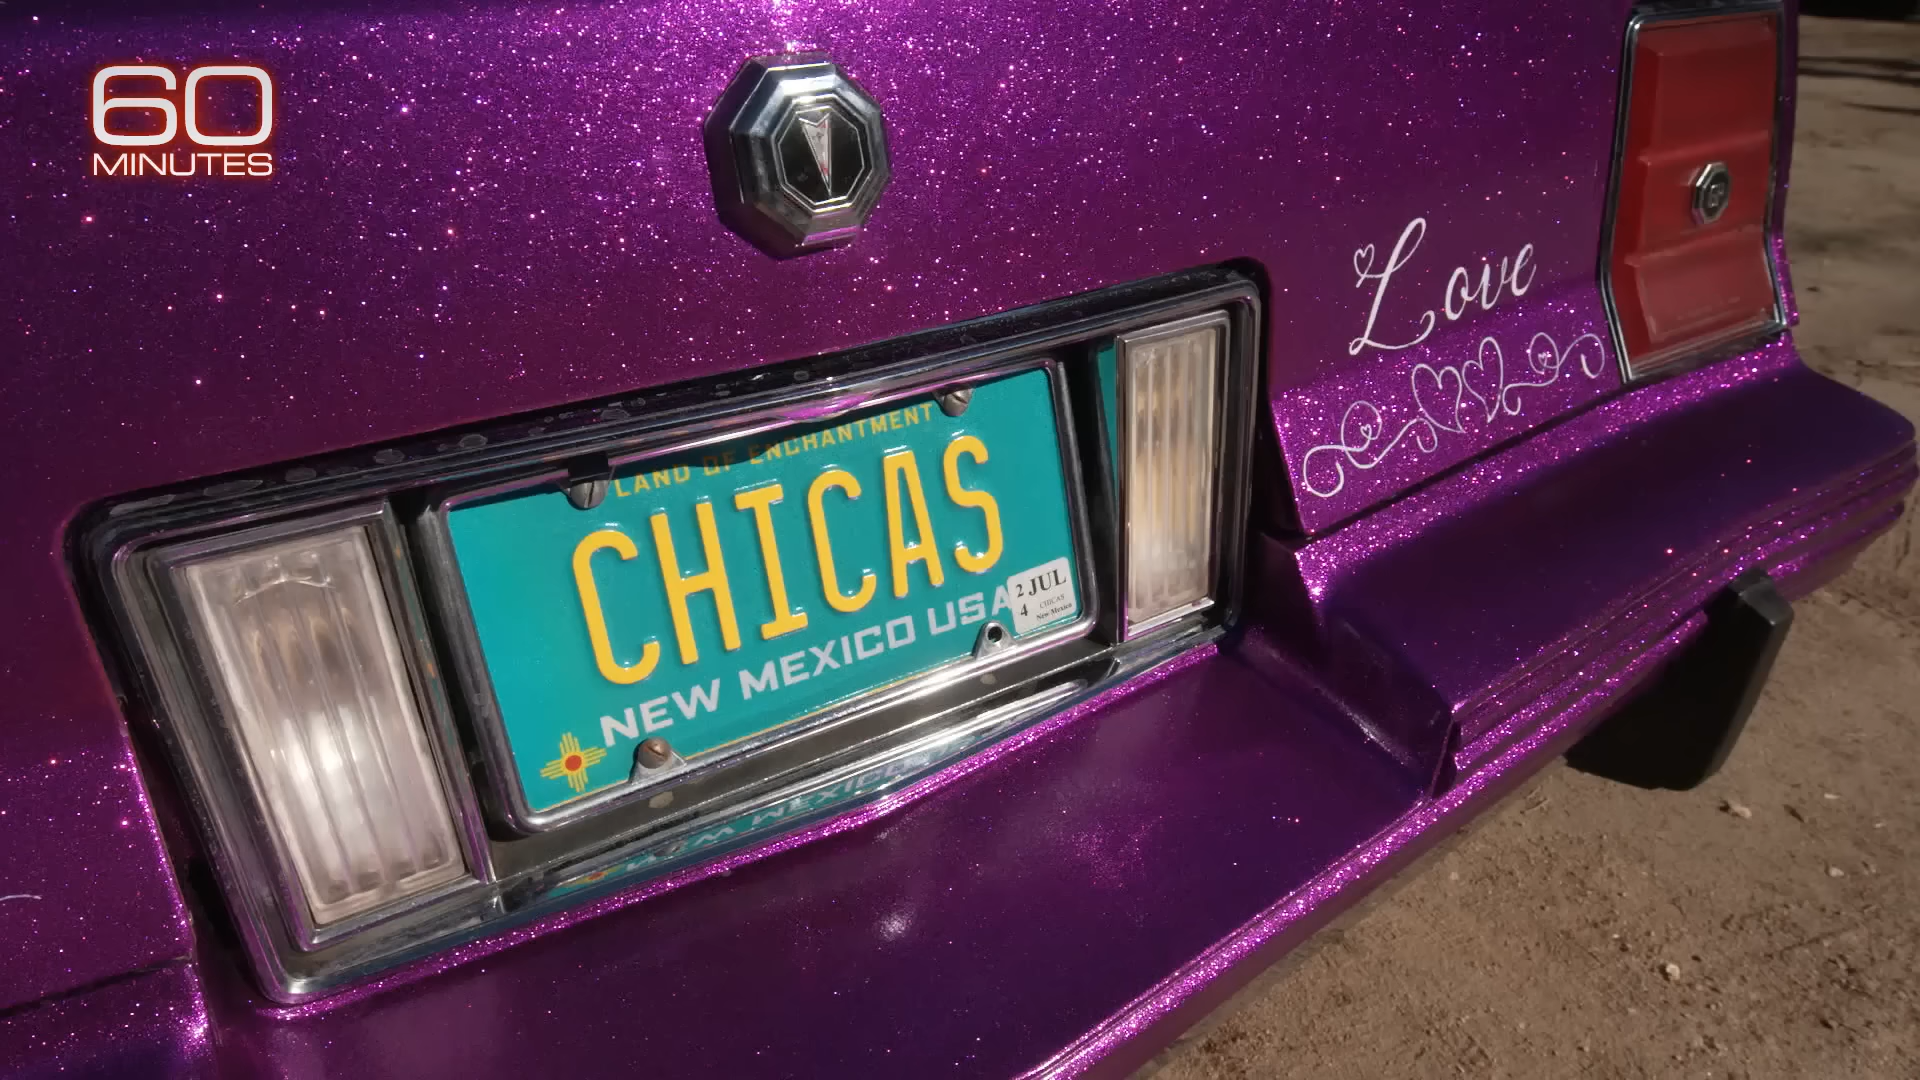 60
MINUTES
Love
LAND OF ENCHANTMENT
CHICAS
NEW MEXICO USA
2 JUL
4 CHICAS
New Mexico